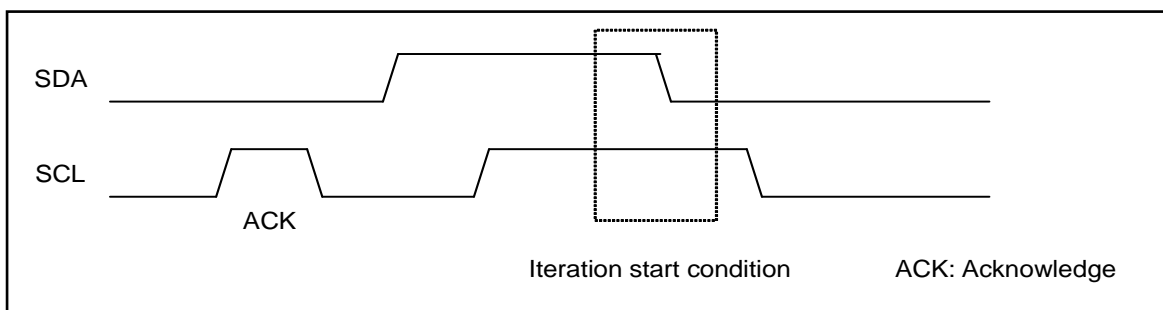 SDA
SCL
ACK
Iteration start condition
ACK: Acknowledge